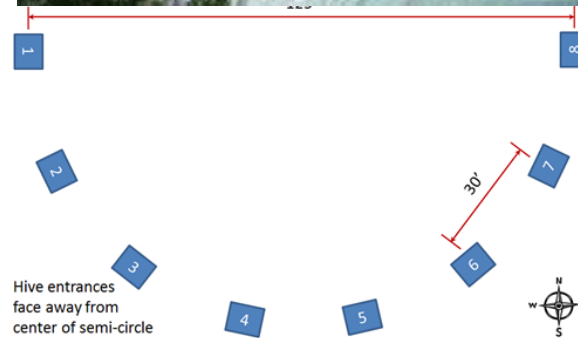 1
8
2
7
30'
3
6
Hive entrances
face away from
center of semi-circle
4
5
N
W
S